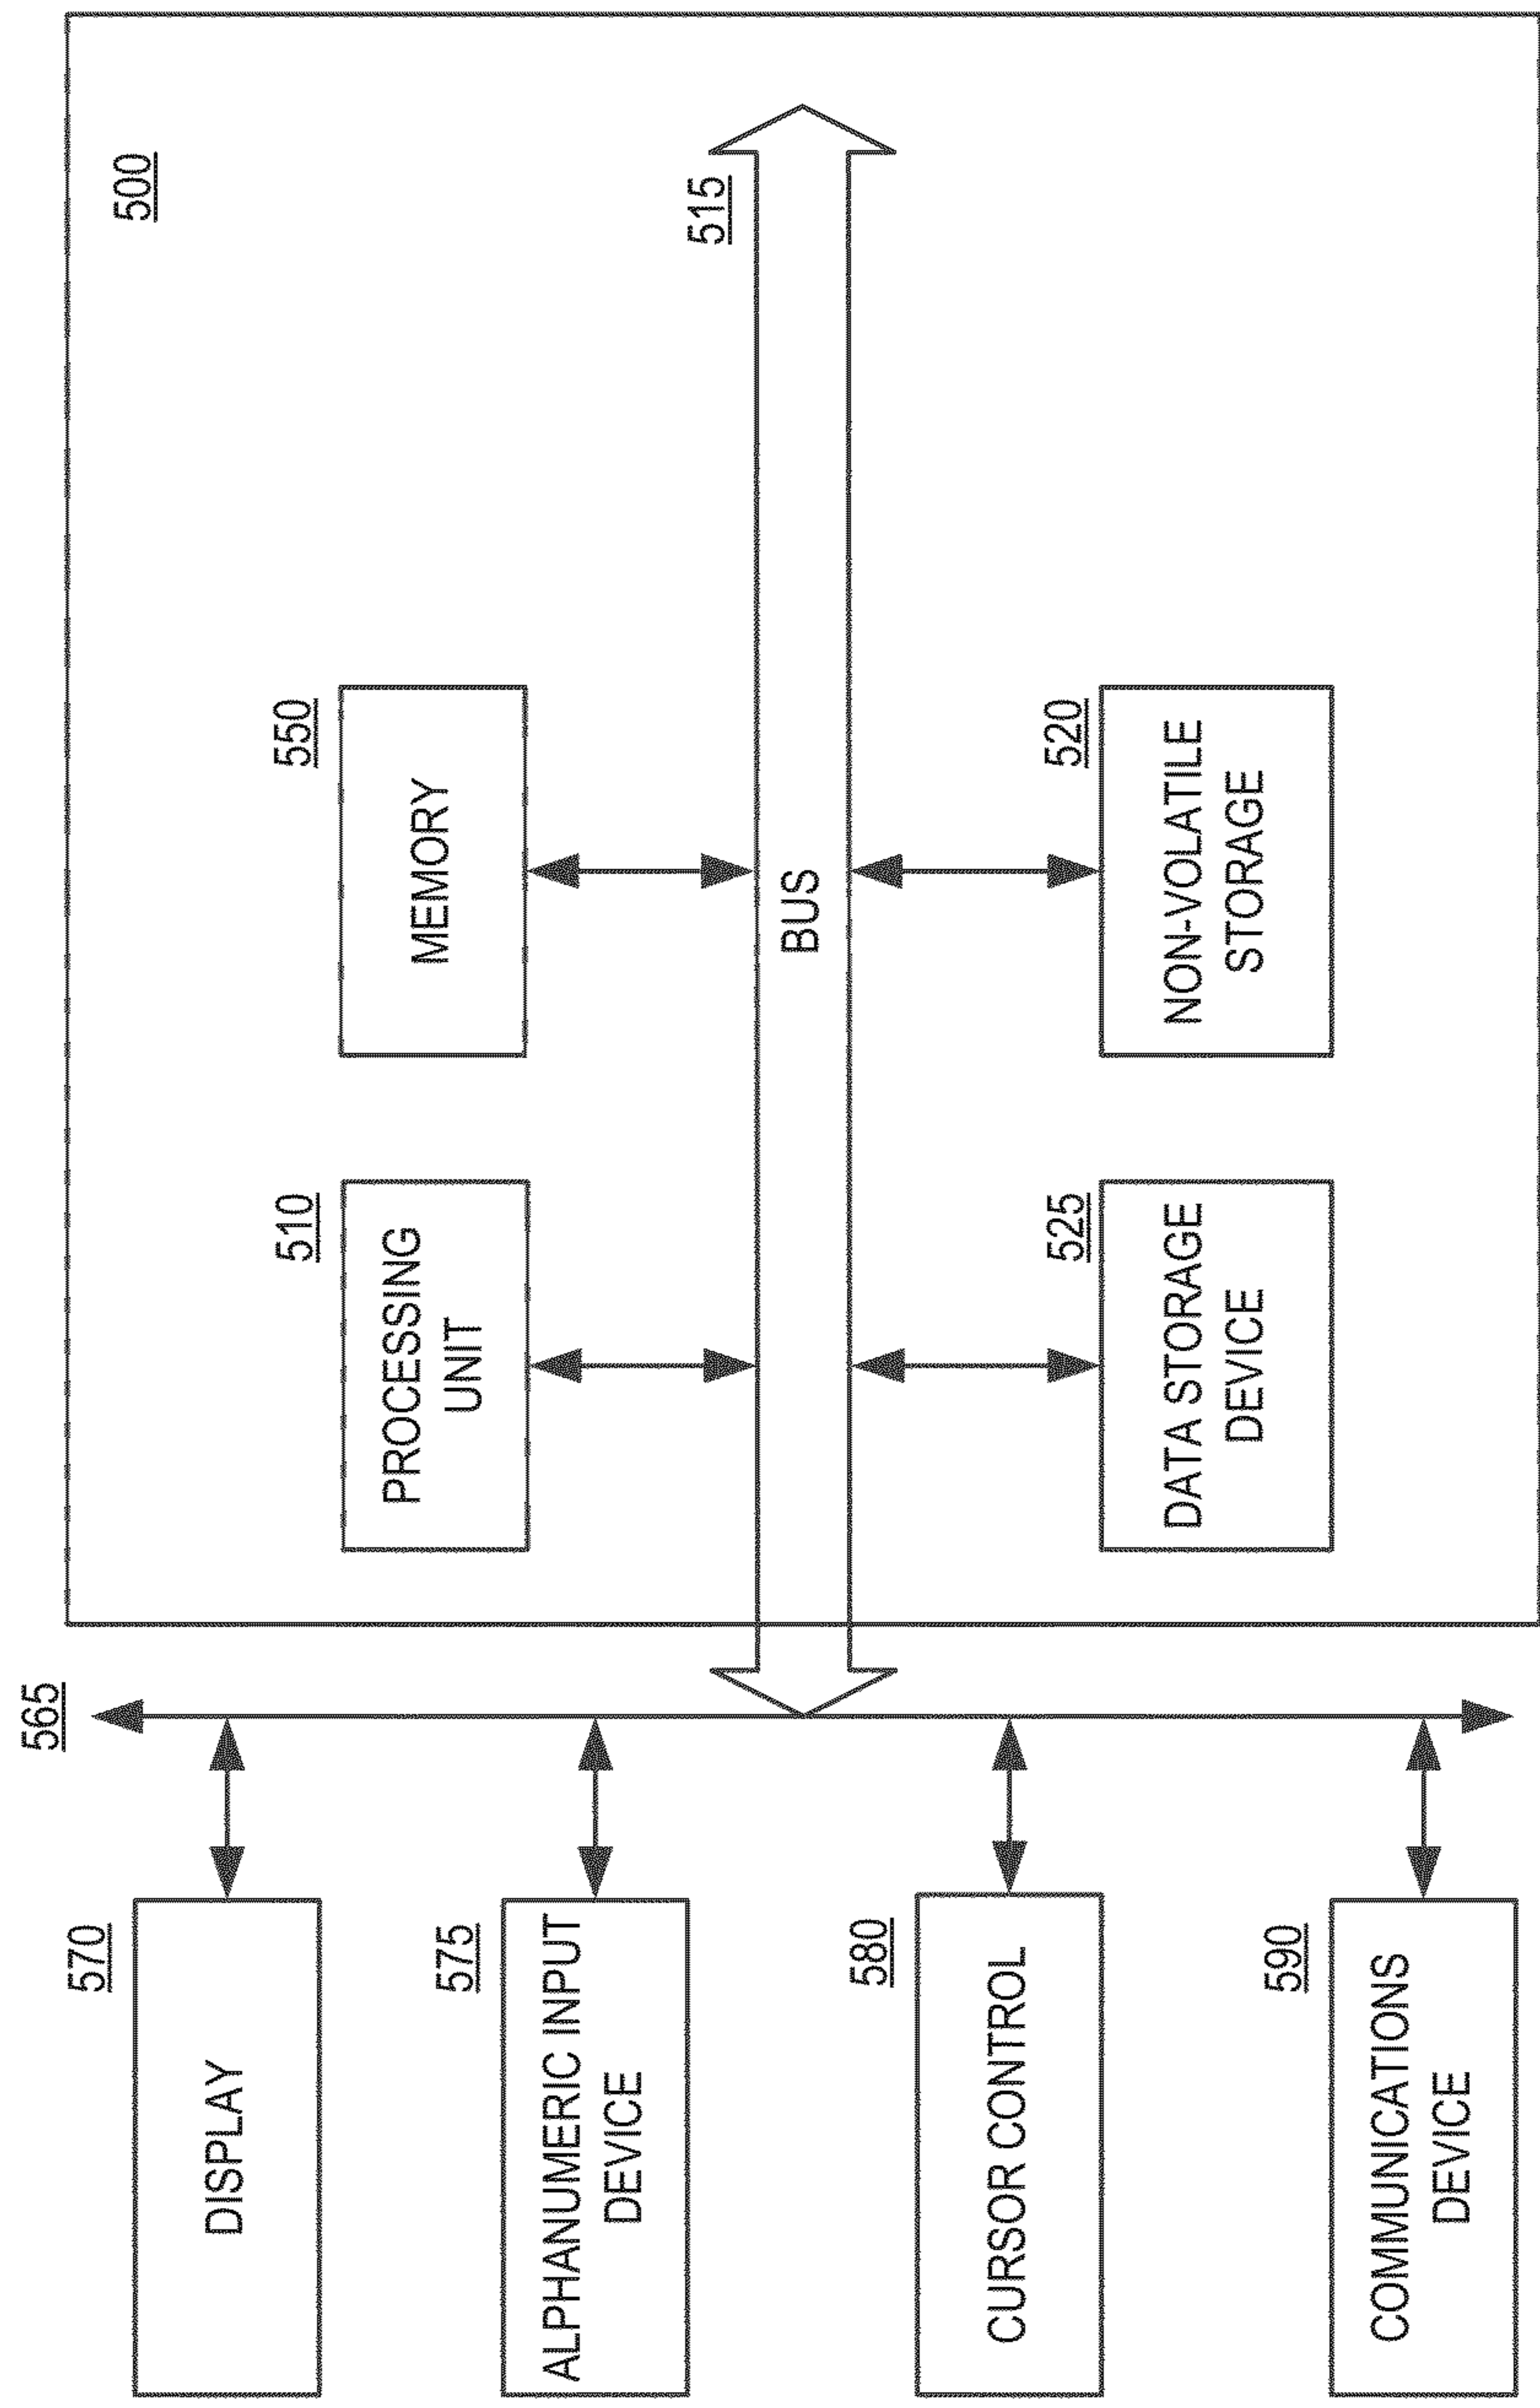 565
500
570
DISPLAY
575
ALPHANUMERIC INPUT
DEVICE
580
CURSOR CONTROL
590
COMMUNICATIONS
DEVICE
510
PROCESSING
UNIT
550
MEMORY
515
BUS
525
DATA STORAGE
DEVICE
520
NON-VOLATILE
STORAGE